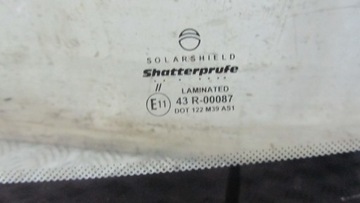 SOLARSHIELD
Shatterprufe
//
LAMINATED
E11 43 R-00087
DOT 122 M39 AS1